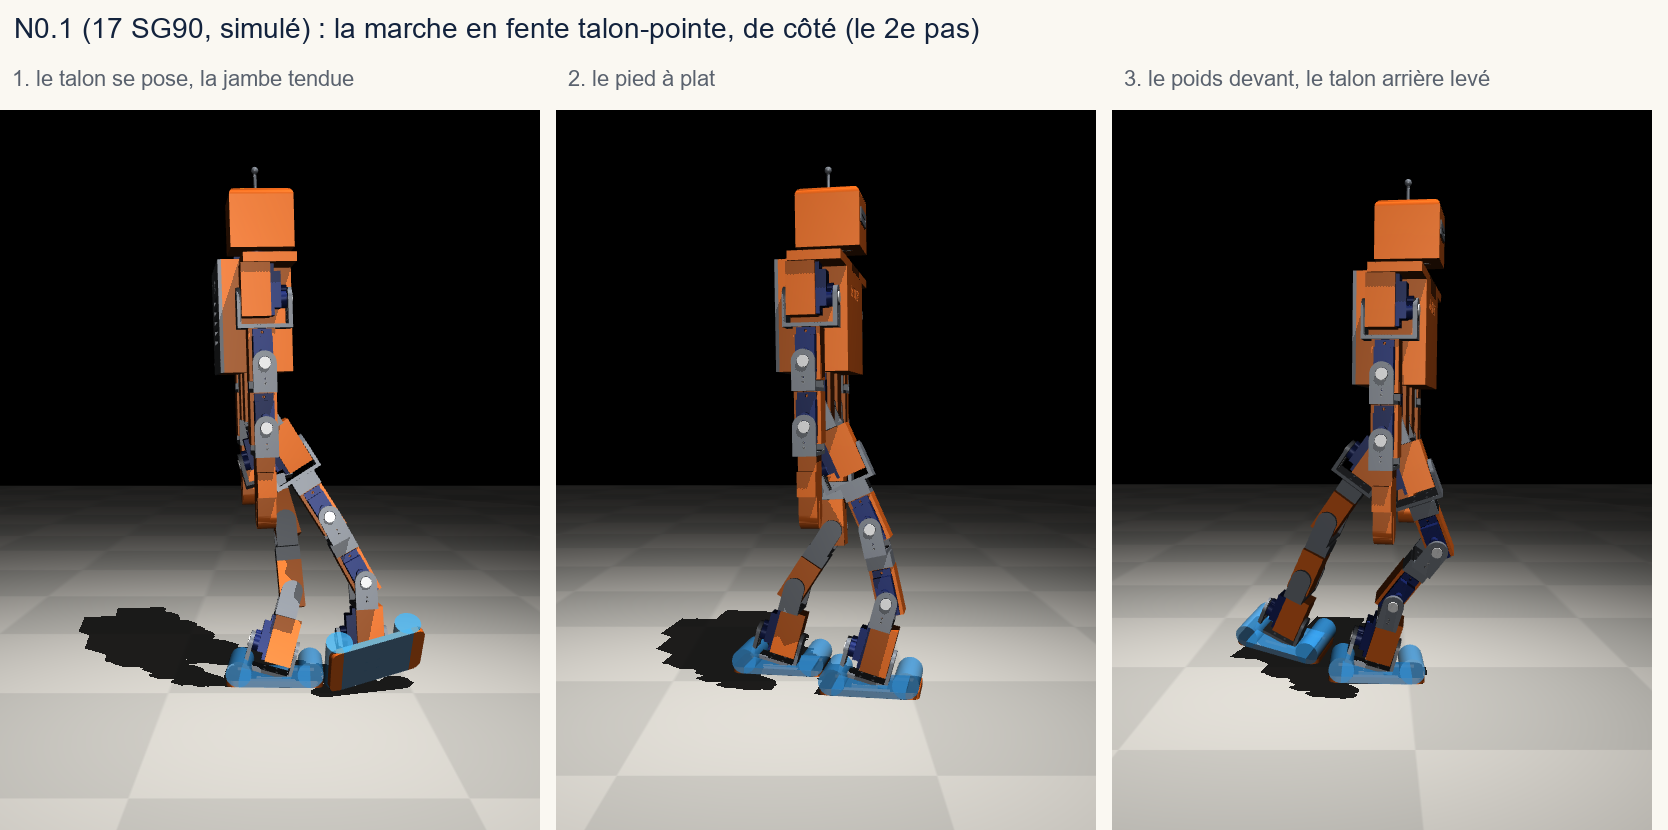 N0.1 (17 SG90, simulé) : la marche en fente talon-pointe, de côté (le 2e pas)
1. le talon se pose, la jambe tendue
2. le pied à plat
3. le poids devant, le talon arrière levé